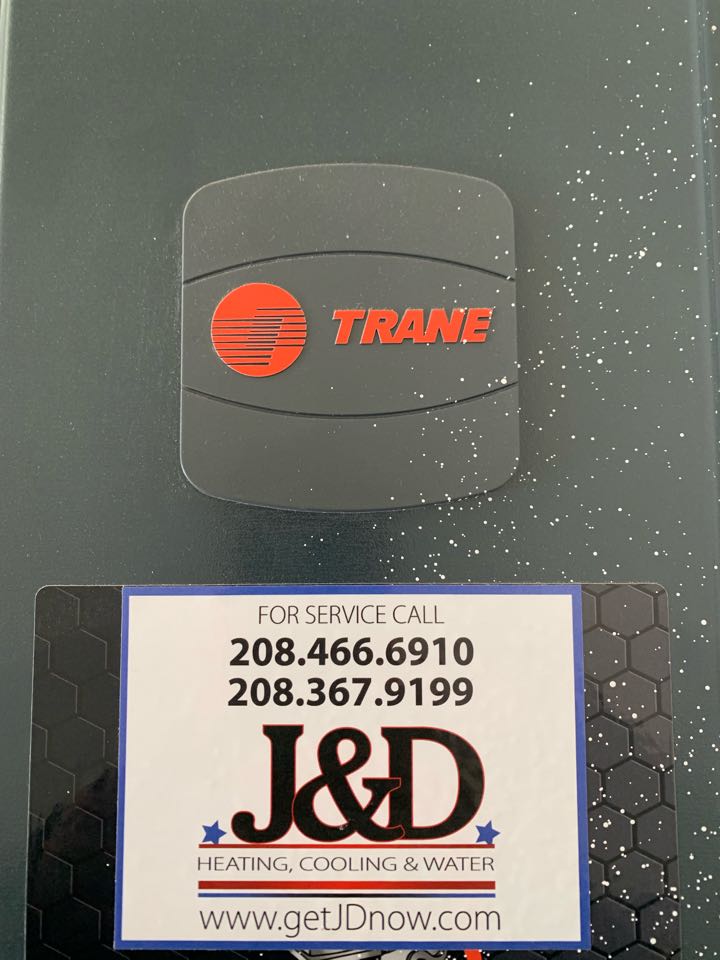 TRANE
FOR SERVICE CALL
208.466.6910
208.367.9199
J&D
HEATING, COOLING & WATER
www.getJDnow.com